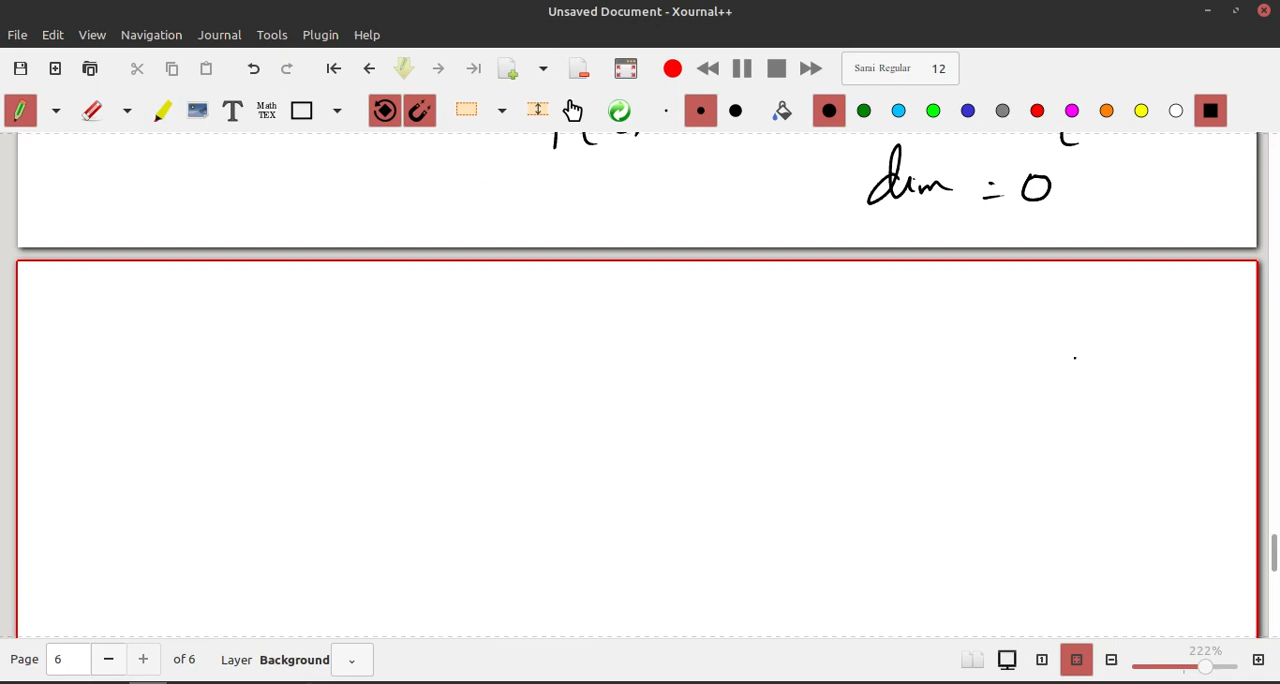 Unsaved Document - Xournal++
File Edit View Navigation Journal Tools Plugin Help
Sarai Regular 12
Math
TEX
dim = 0
Page 6 of 6 Layer Background 222%